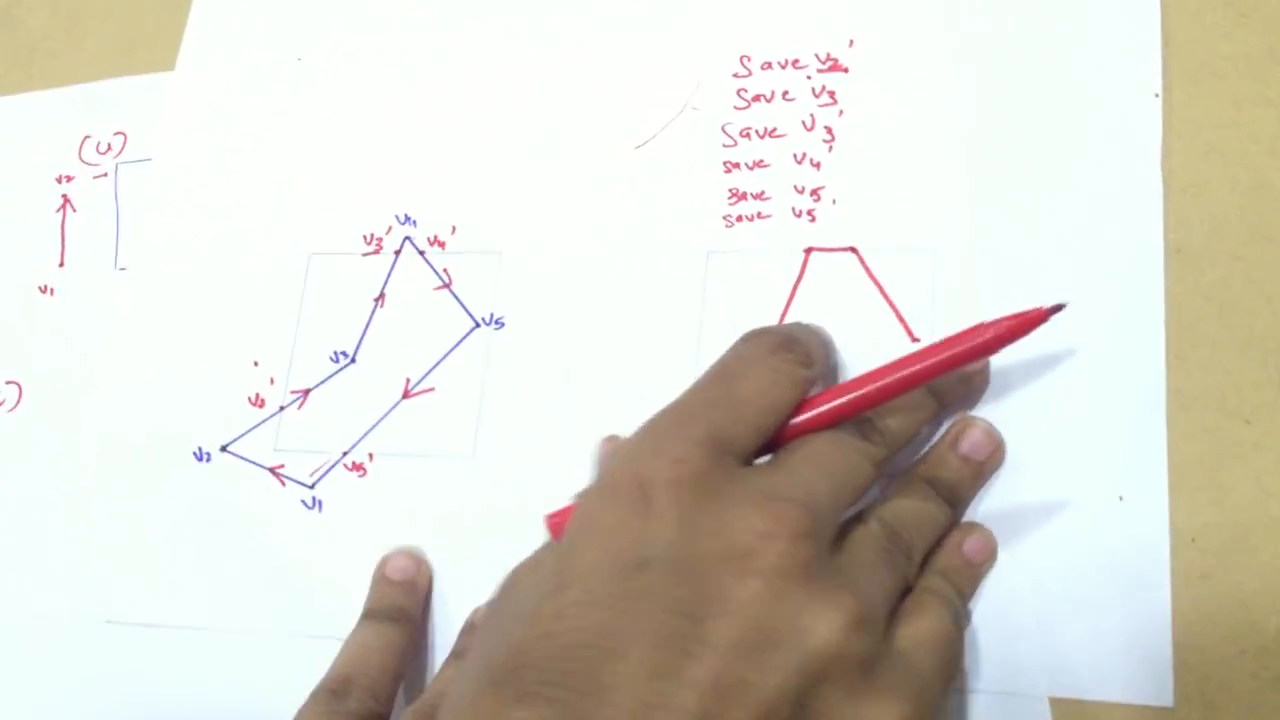 Save V2'
Save V3
Save V3'
save V4'
save V5,
save V5'
(ii)
V2
V1
V4
V3'
V4'
V5
V3
V2'
V2
V5'
V1